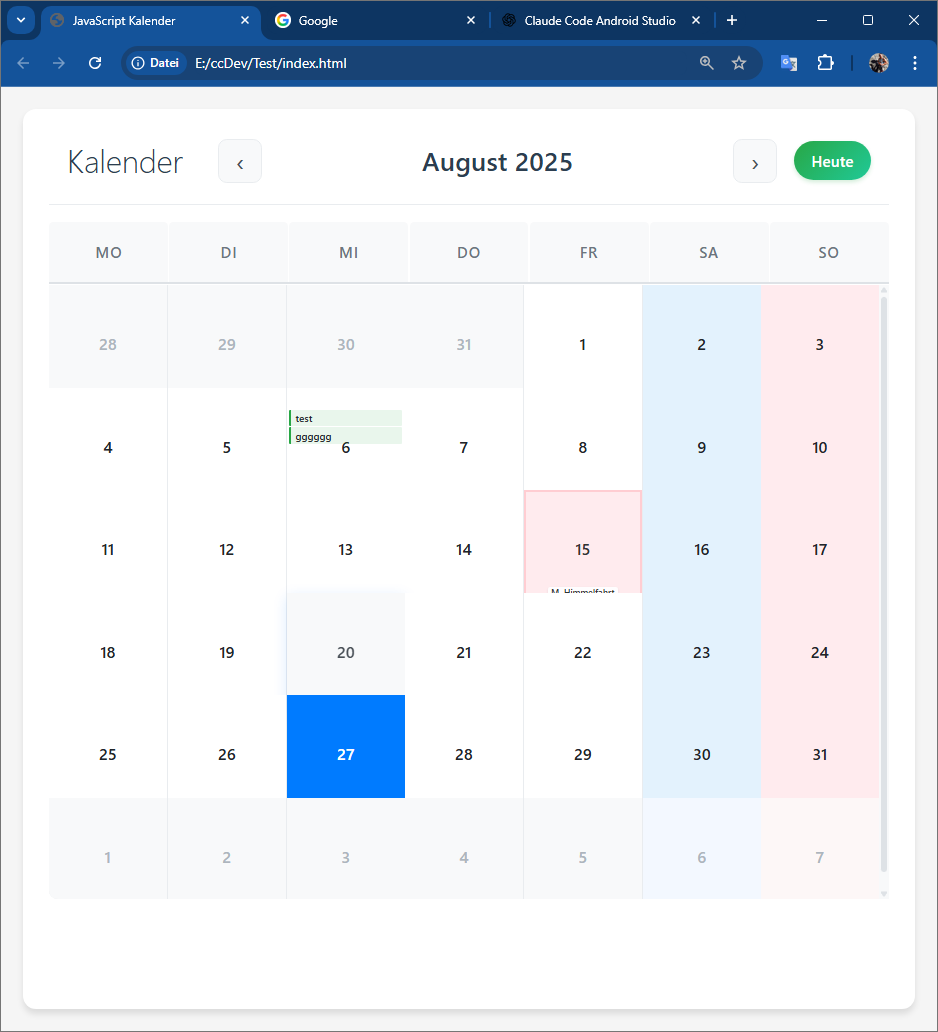 JavaScript Kalender
Google
Claude Code Android Studio
Datei
E:/ccDev/Test/index.html
Kalender
‹
August 2025
›
Heute
MO DI MI DO FR SA SO
28 29 30 31 1 2 3
test
gggggg
4 5 6 7 8 9 10
11 12 13 14 15 16 17
M. Himmelfahrt
18 19 20 21 22 23 24
25 26 27 28 29 30 31
1 2 3 4 5 6 7